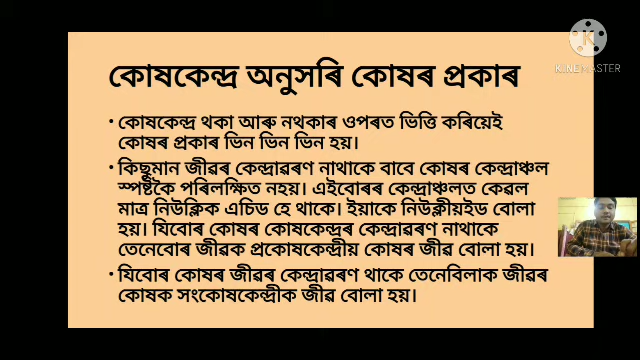 কোষকেন্দ্ৰ অনুসৰি কোষৰ প্ৰকাৰ
• কোষকেন্দ্ৰ থকা আৰু নথকাৰ ওপৰত ভিত্তি কৰিয়েই
কোষৰ প্ৰকাৰ ভিন ভিন ভিন হয়।
• কিছুমান জীৱৰ কেন্দ্ৰাৱৰণ নাথাকে বাবে কোষৰ কেন্দ্ৰাঞ্চল
স্পষ্টকৈ পৰিলক্ষিত নহয়। এইবোৰৰ কেন্দ্ৰাঞ্চলত কেৱল
মাত্ৰ নিউক্লিক এচিড হে থাকে। ইয়াকে নিউক্লীয়ইড বোলা
হয়। যিবোৰ কোষৰ কোষকেন্দ্ৰৰ কেন্দ্ৰাৱৰণ নাথাকে
তেনেবোৰ জীৱক প্ৰকোষকেন্দ্ৰীয় কোষৰ জীৱ বোলা হয়।
• যিবোৰ কোষৰ জীৱৰ কেন্দ্ৰাৱৰণ থাকে তেনেবিলাক জীৱৰ
কোষক সংকোষকেন্দ্ৰীক জীৱ বোলা হয়।
KINEMASTER